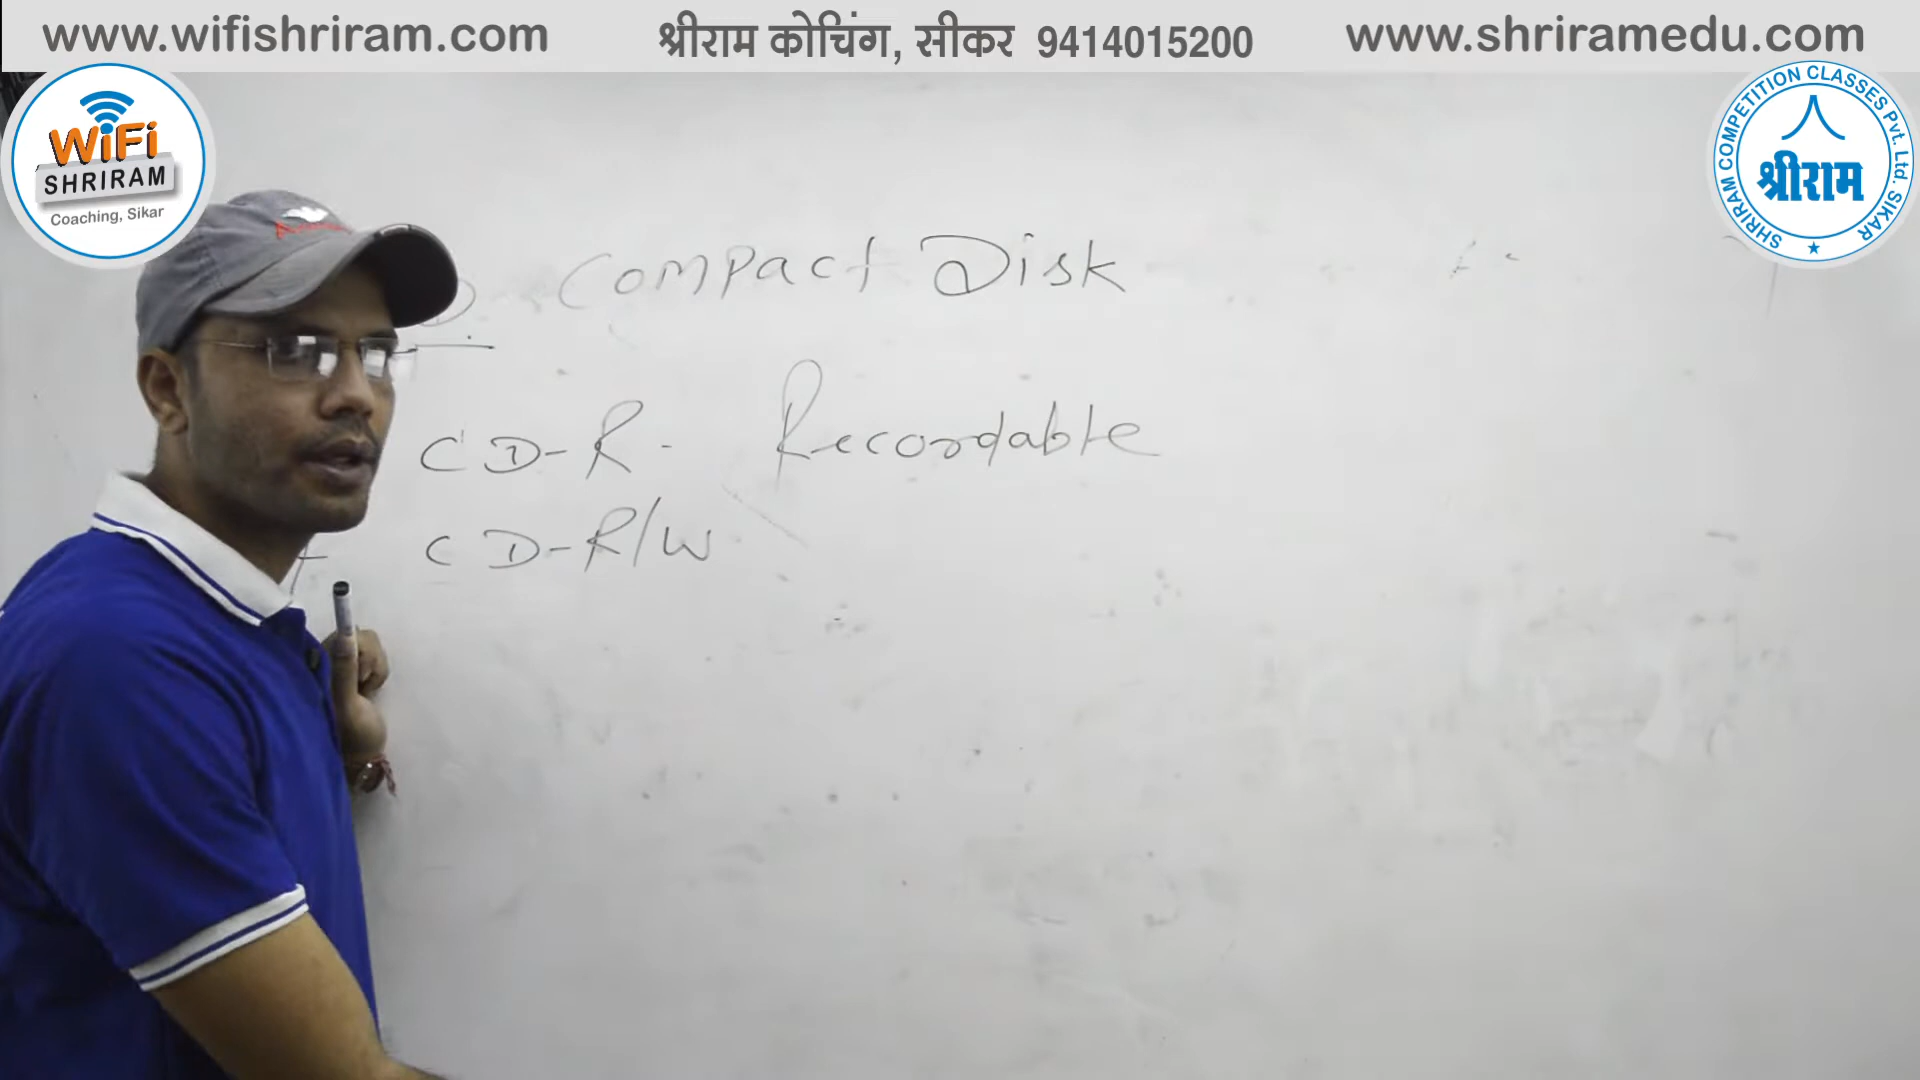 www.wifishriram.com श्रीराम कोचिंग, सीकर 9414015200 www.shriramedu.com
WiFi
SHRIRAM
Coaching, Sikar
SHRIRAM COMPETITION CLASSES Pvt. Ltd. SIKAR
श्रीराम
D Compact Disk
CD-R - Recordable
CD-R/W